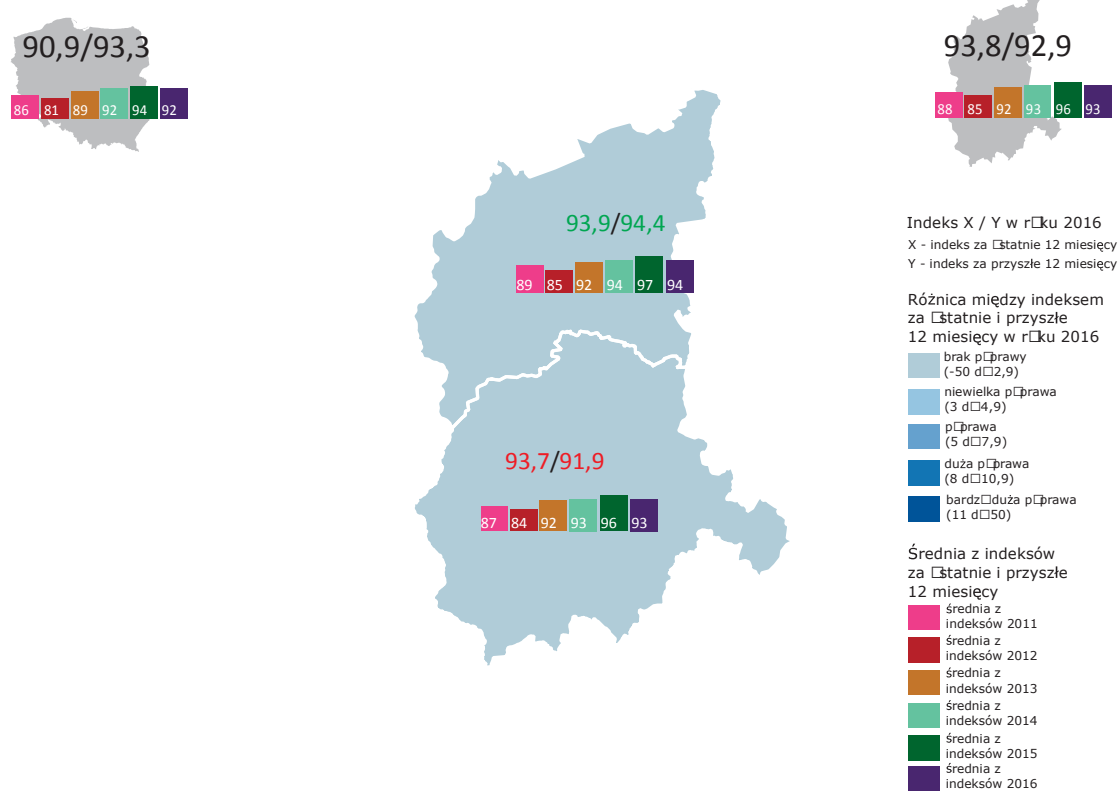 90,9/93,3
86 81 89 92 94 92
93,8/92,9
88 85 92 93 96 93
93,9/94,4
89 85 92 94 97 94
93,7/91,9
87 84 92 93 96 93
Indeks X / Y w r□ku 2016
X - indeks za □statnie 12 miesięcy
Y - indeks za przyszłe 12 miesięcy
Różnica między indeksem
za □statnie i przyszłe
12 miesięcy w r□ku 2016
brak p□prawy
(-50 d□2,9)
niewielka p□prawa
(3 d□4,9)
p□prawa
(5 d□7,9)
duża p□prawa
(8 d□10,9)
bardz□duża p□prawa
(11 d□50)
Średnia z indeksów
za □statnie i przyszłe
12 miesięcy
średnia z
indeksów 2011
średnia z
indeksów 2012
średnia z
indeksów 2013
średnia z
indeksów 2014
średnia z
indeksów 2015
średnia z
indeksów 2016